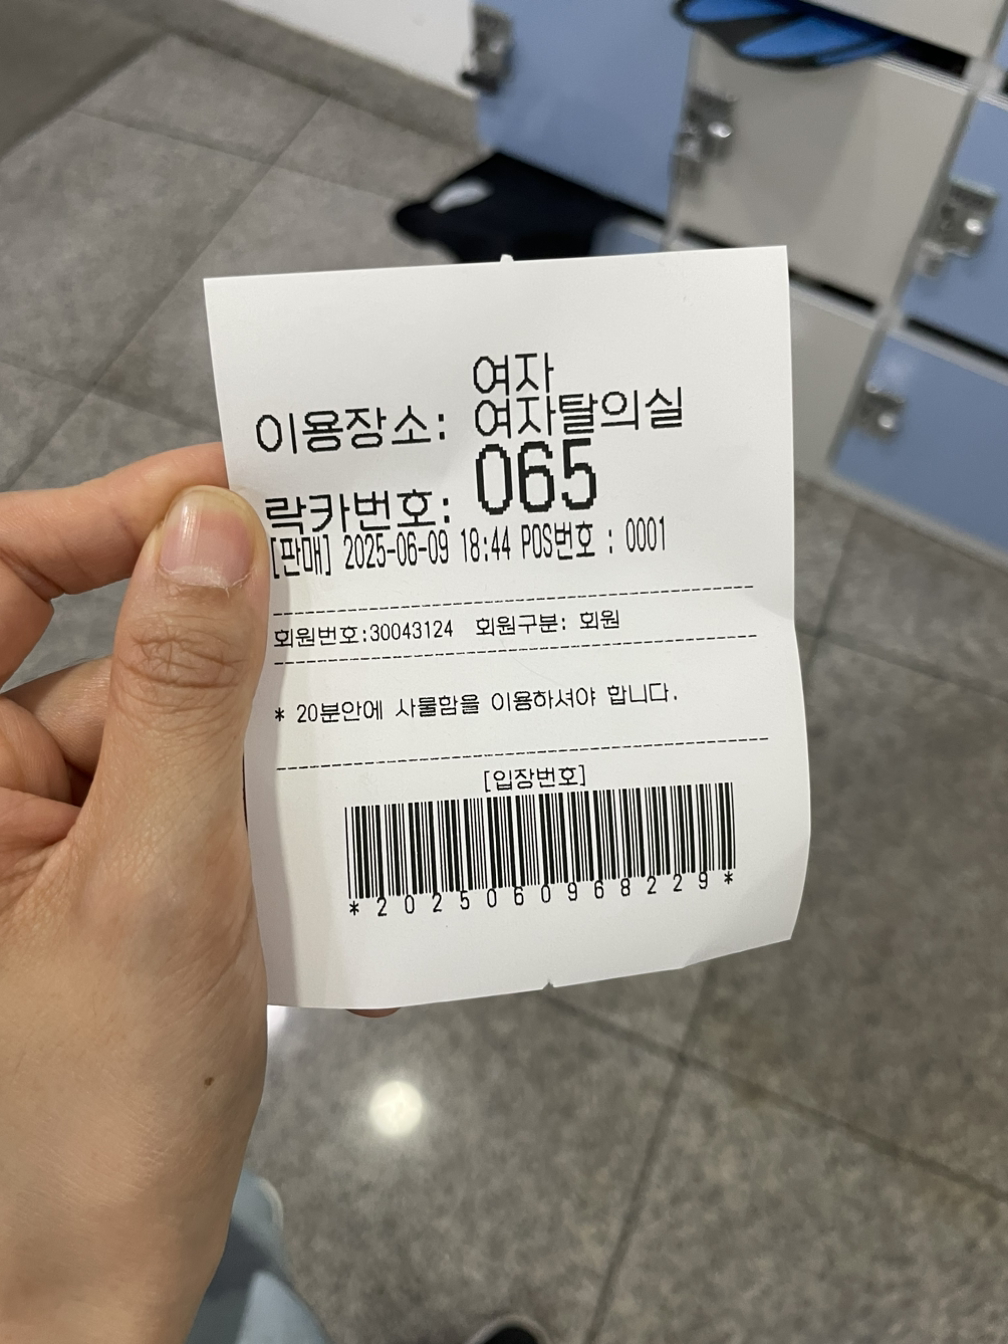 여자
이용장소: 여자탈의실
락카번호: 065
[판매] 2025-06-09 18:44 POS번호 : 0001
회원번호:30043124 회원구분: 회원
* 20분안에 사물함을 이용하셔야 합니다.
[입장번호]
*2025060968229*